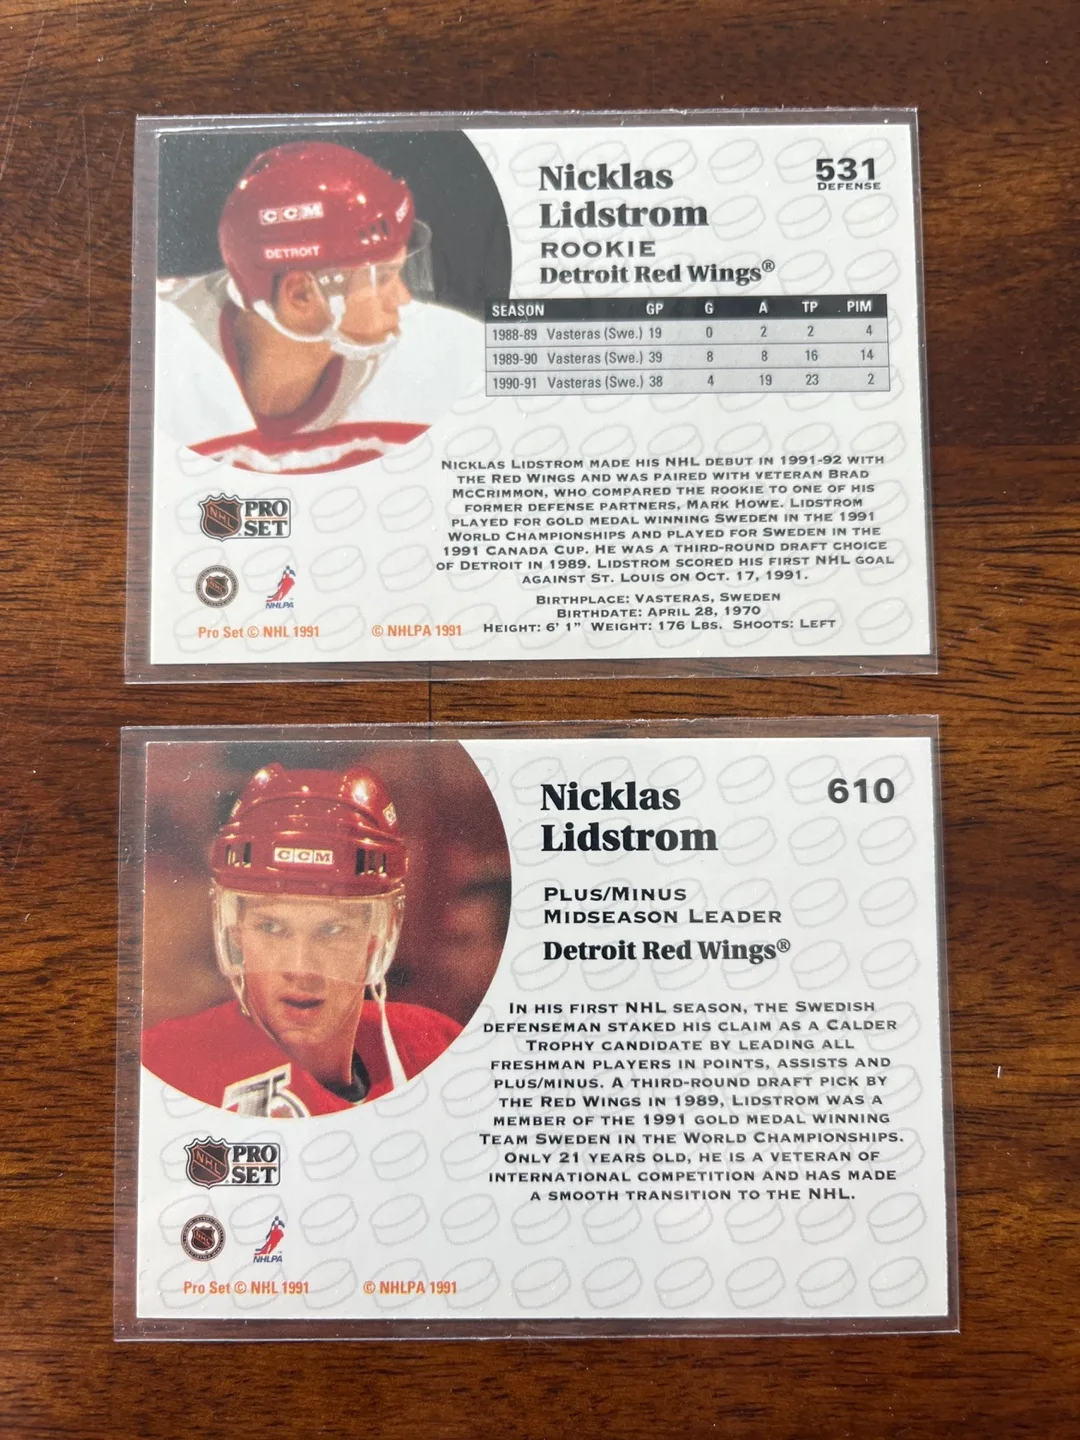 CCM
DETROIT
Nicklas
Lidstrom
ROOKIE
Detroit Red Wings®
531
DEFENSE
SEASON GP G A TP PIM
1988-89 Vasteras (Swe.) 19 0 2 2 4
1989-90 Vasteras (Swe.) 39 8 8 16 14
1990-91 Vasteras (Swe.) 38 4 19 23 2
NICKLAS LIDSTROM MADE HIS NHL DEBUT IN 1991-92 WITH
THE RED WINGS AND WAS PAIRED WITH VETERAN BRAD
MCCRIMMON, WHO COMPARED THE ROOKIE TO ONE OF HIS
FORMER DEFENSE PARTNERS, MARK HOWE. LIDSTROM
PLAYED FOR GOLD MEDAL WINNING SWEDEN IN THE 1991
WORLD CHAMPIONSHIPS AND PLAYED FOR SWEDEN IN THE
1991 CANADA CUP. HE WAS A THIRD-ROUND DRAFT CHOICE
OF DETROIT IN 1989. LIDSTROM SCORED HIS FIRST NHL GOAL
AGAINST ST. LOUIS ON OCT. 17, 1991.
BIRTHPLACE: VASTERAS, SWEDEN
BIRTHDATE: APRIL 28, 1970
HEIGHT: 6' 1" WEIGHT: 176 LBS. SHOOTS: LEFT
NHL PRO
SET
NHLPA
Pro Set © NHL 1991 © NHLPA 1991
CCM
Nicklas
Lidstrom
610
PLUS/MINUS
MIDSEASON LEADER
Detroit Red Wings®
IN HIS FIRST NHL SEASON, THE SWEDISH
DEFENSEMAN STAKED HIS CLAIM AS A CALDER
TROPHY CANDIDATE BY LEADING ALL
FRESHMAN PLAYERS IN POINTS, ASSISTS AND
PLUS/MINUS. A THIRD-ROUND DRAFT PICK BY
THE RED WINGS IN 1989, LIDSTROM WAS A
MEMBER OF THE 1991 GOLD MEDAL WINNING
TEAM SWEDEN IN THE WORLD CHAMPIONSHIPS.
ONLY 21 YEARS OLD, HE IS A VETERAN OF
INTERNATIONAL COMPETITION AND HAS MADE
A SMOOTH TRANSITION TO THE NHL.
NHL PRO
SET
NHLPA
Pro Set © NHL 1991 © NHLPA 1991